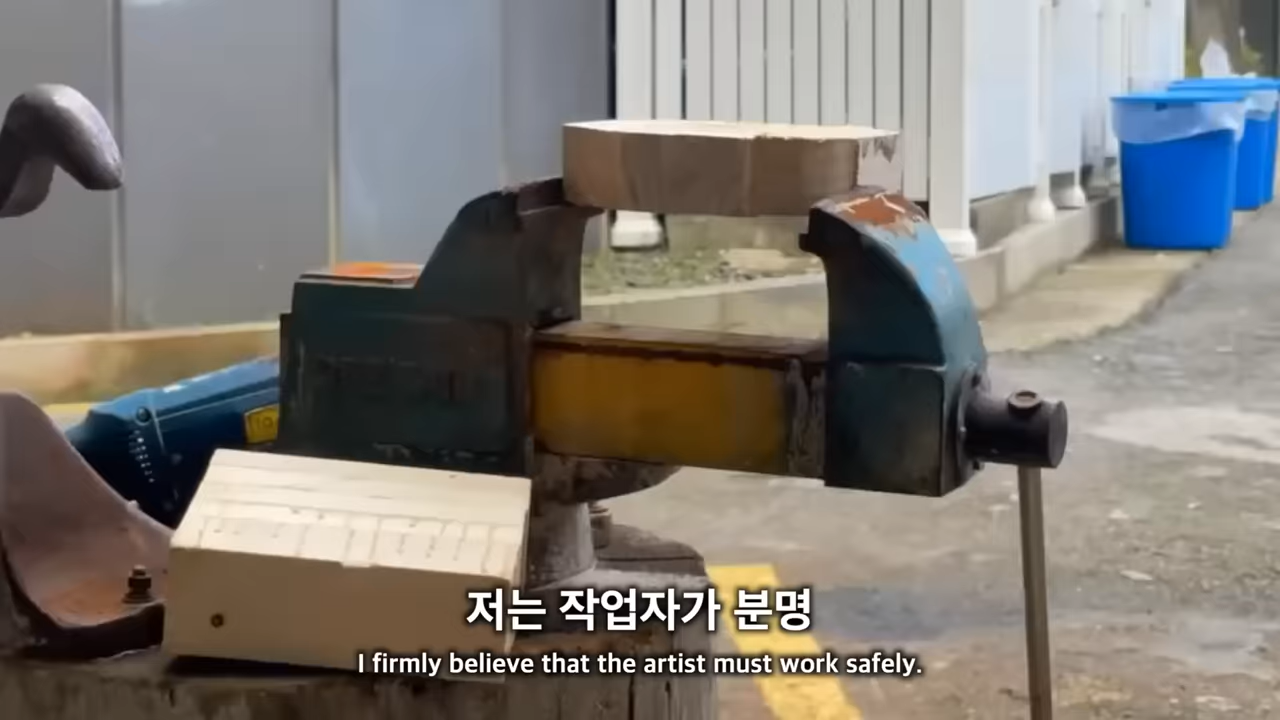 저는 작업자가 분명
I firmly believe that the artist must work safely.